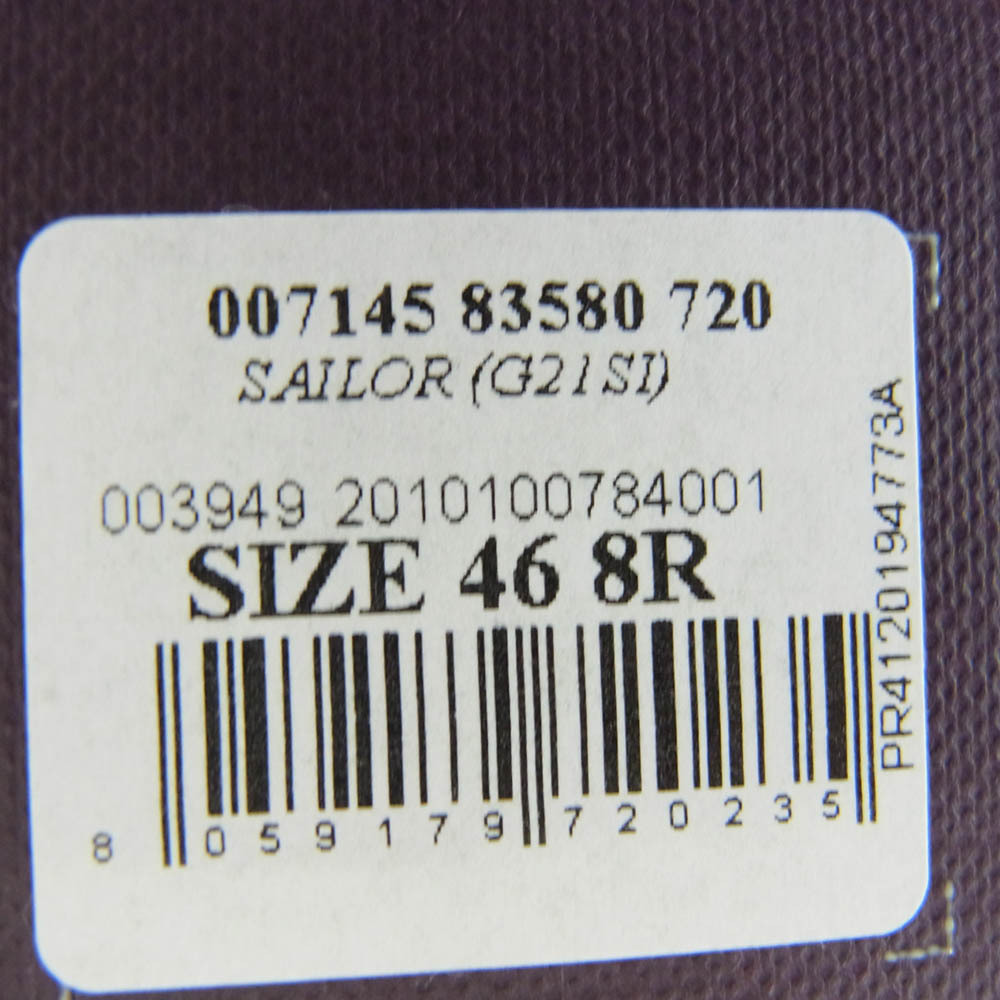 007145 83580 720
SAILOR (G21SI)
003949 2010100784001
SIZE 46 8R
8 059179 720235
PR41201947773A